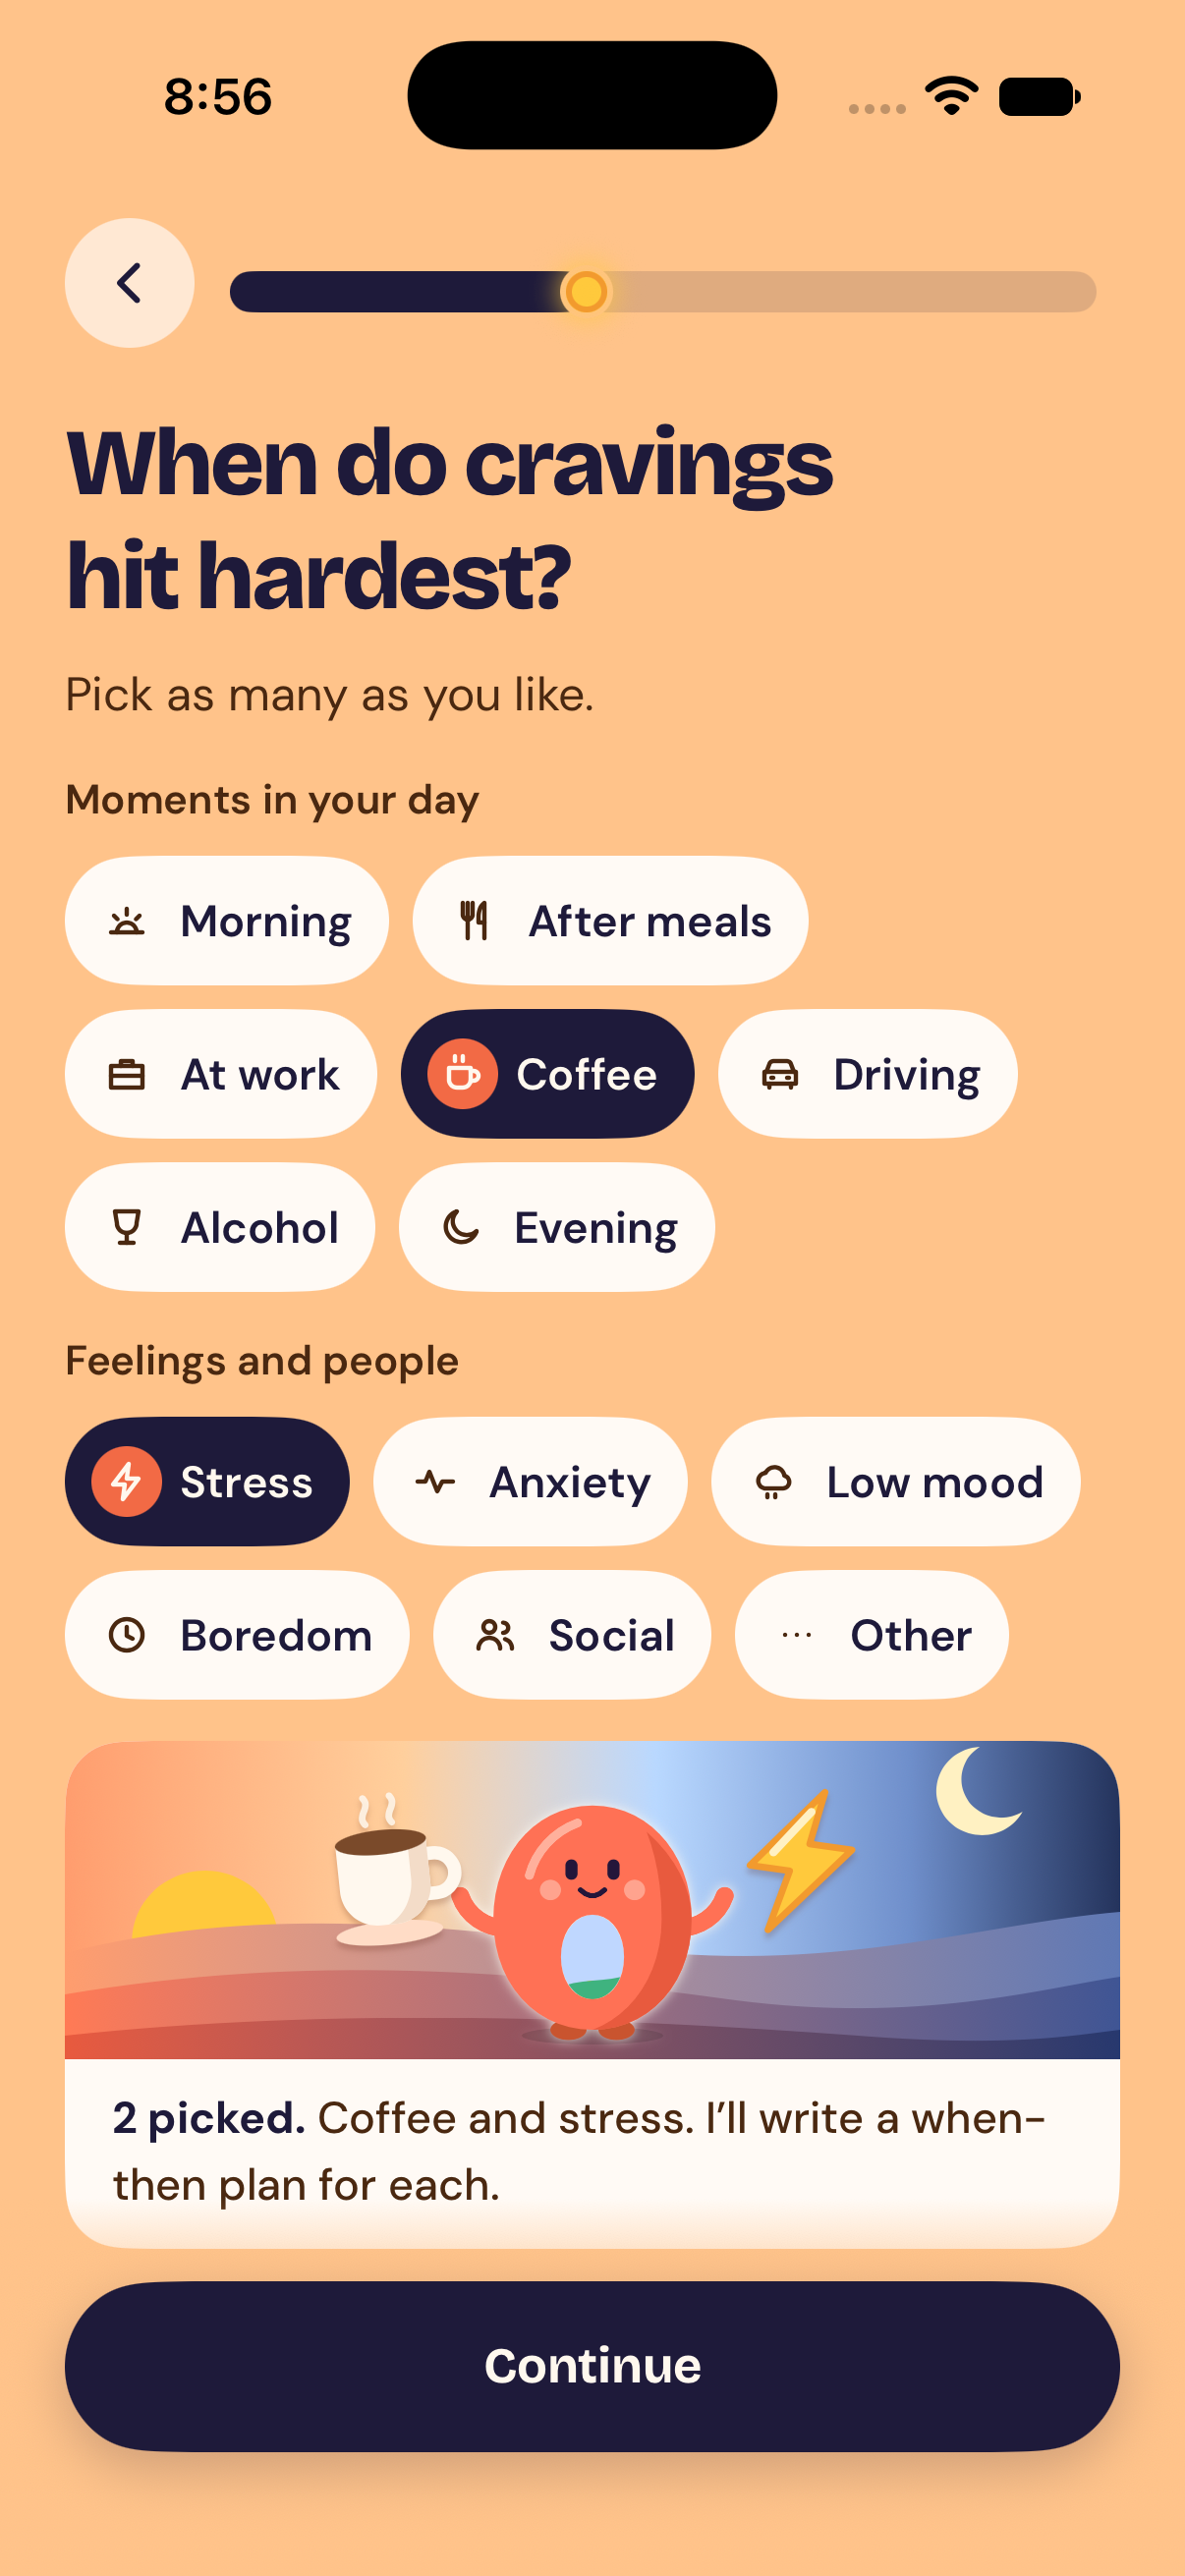 8:56
When do cravings
hit hardest?
Pick as many as you like.
Moments in your day
Morning
After meals
At work
Coffee
Driving
Alcohol
Evening
Feelings and people
Stress
Anxiety
Low mood
Boredom
Social
Other
2 picked. Coffee and stress. I’ll write a when-
then plan for each.
Continue